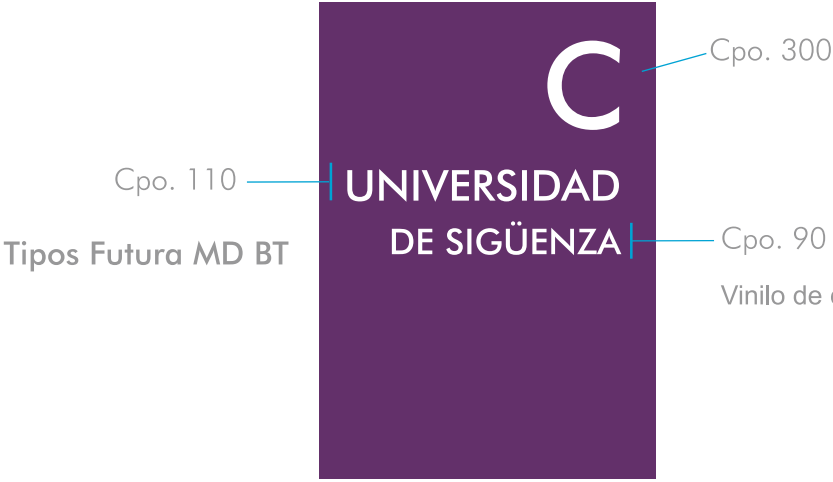 C
Cpo. 300
Cpo. 110
UNIVERSIDAD
DE SIGÜENZA
Cpo. 90
Tipos Futura MD BT
Vinilo de